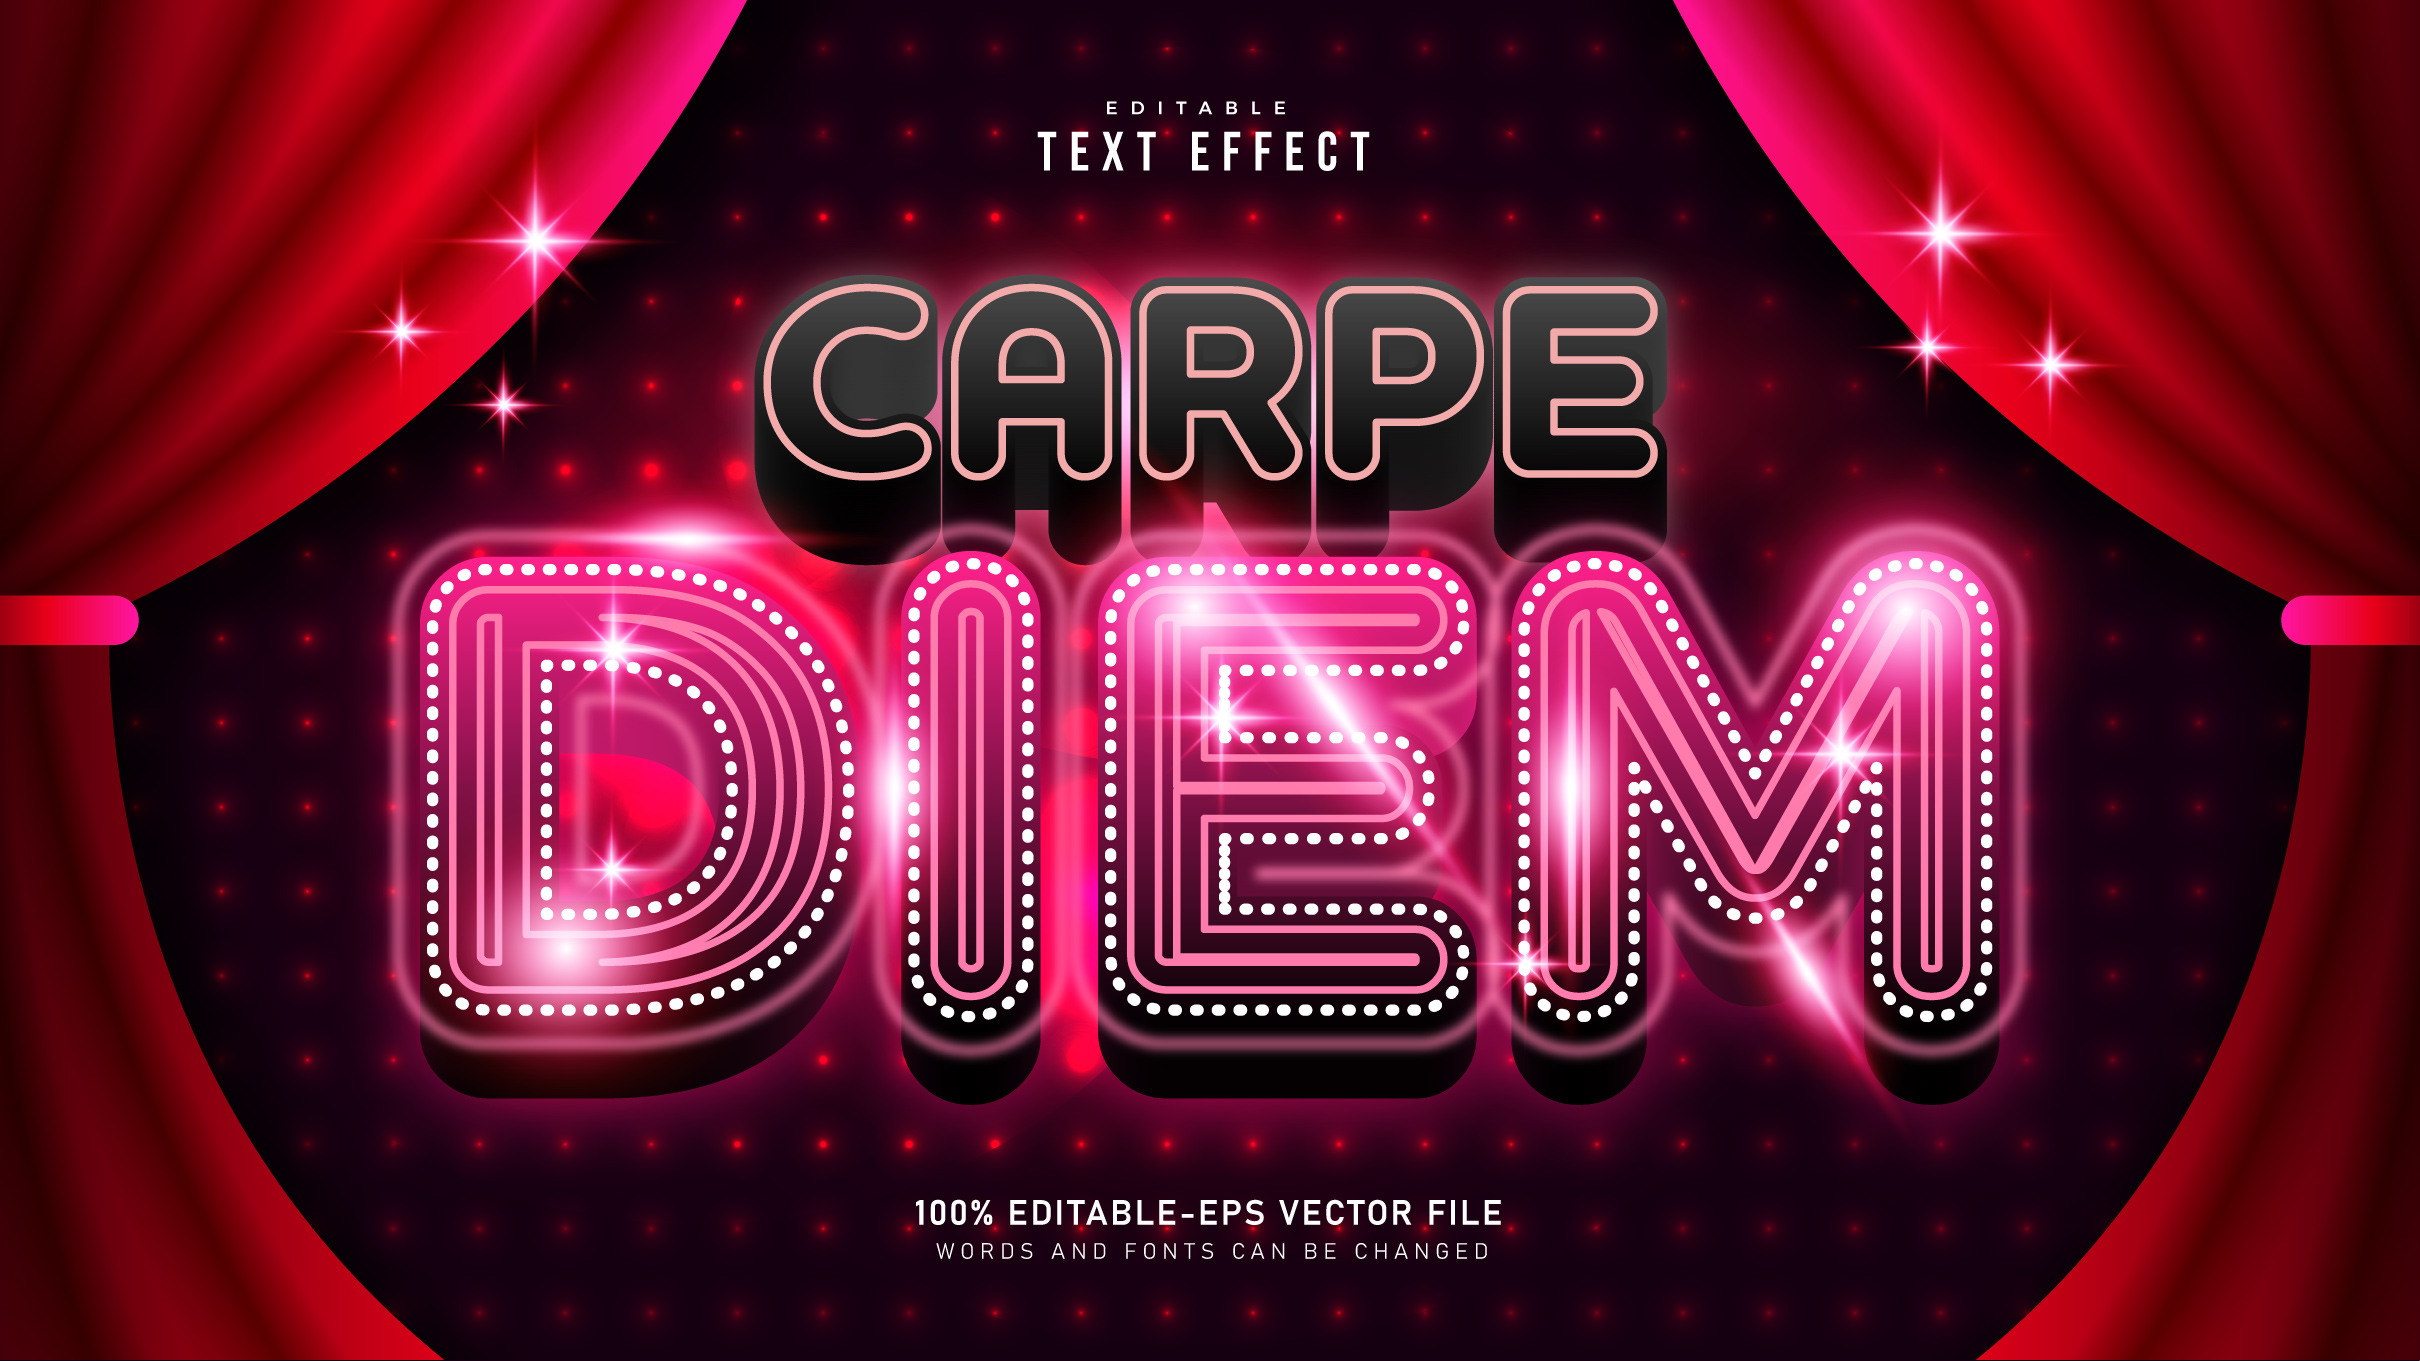 EDITABLE
TEXT EFFECT
CARPE
DIEM
100% EDITABLE-EPS VECTOR FILE
WORDS AND FONTS CAN BE CHANGED